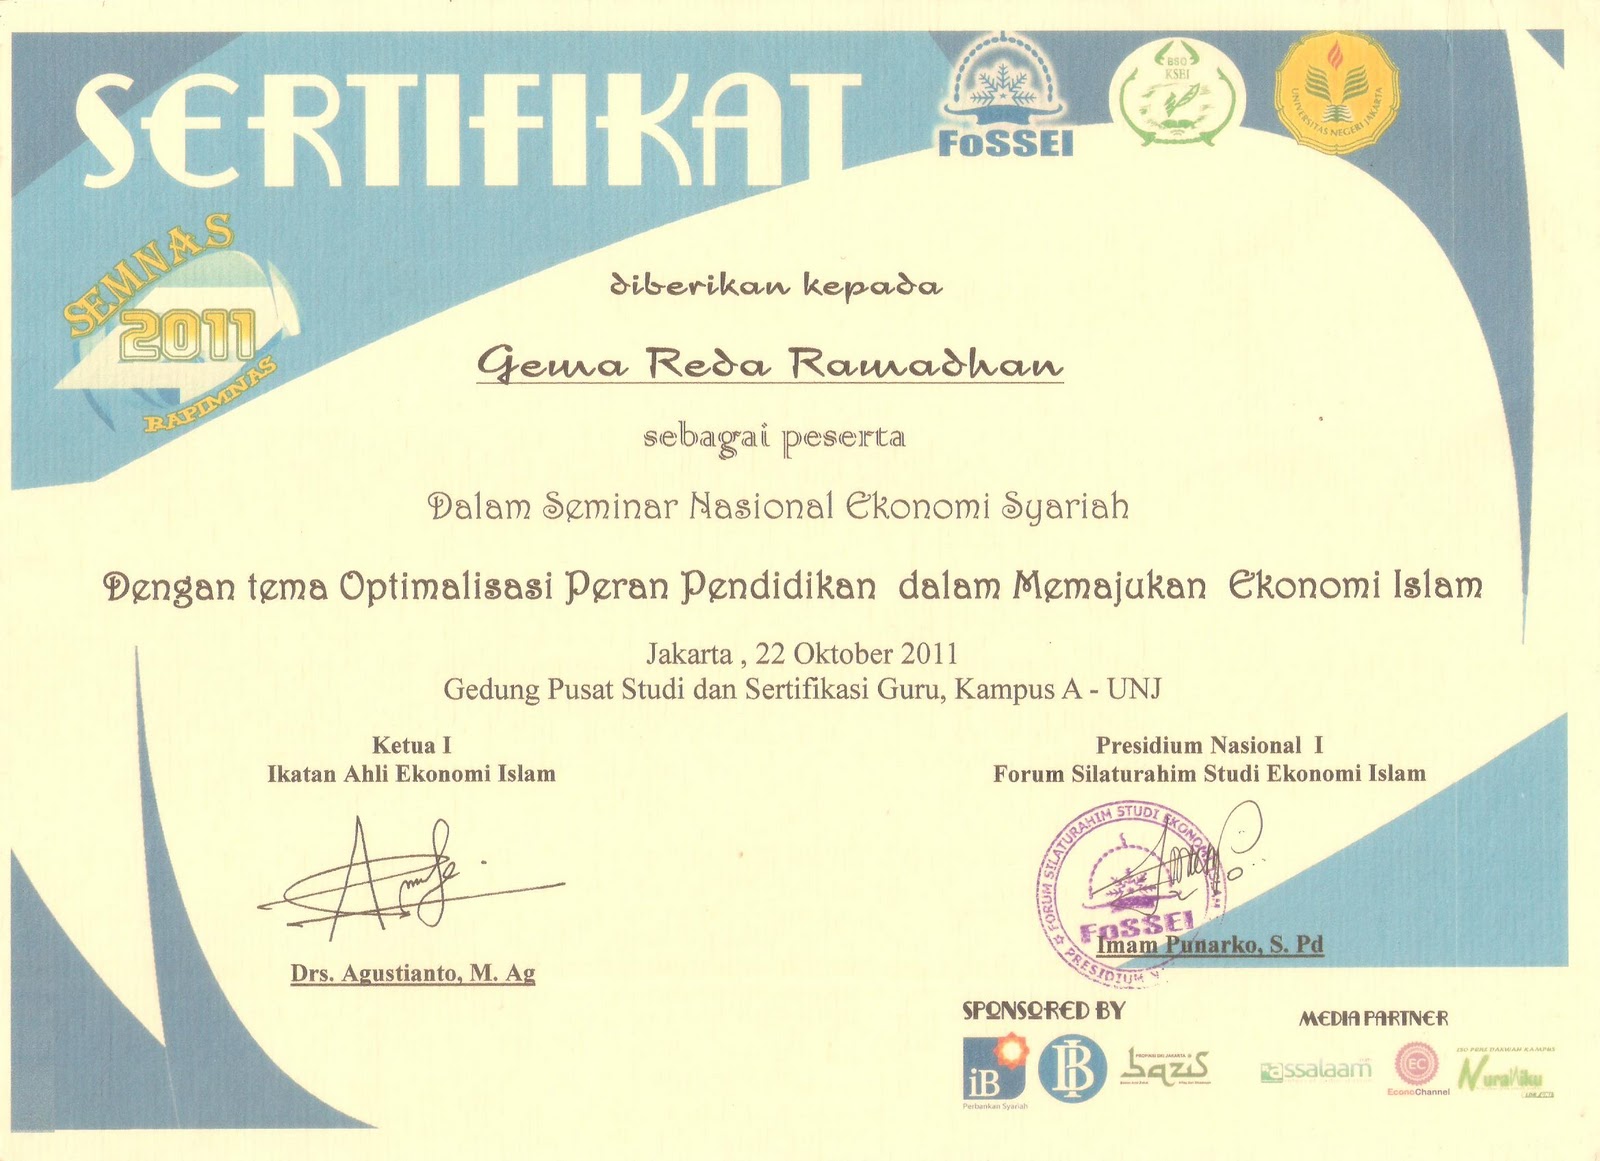 SERTIFIKAT
FoSSEI
BSO
KSEI
UNIVERSITAS NEGERI JAKARTA
SEMNAS
2011
RAPIMNAS
diberikan kepada
Gema Reda Ramadhan
sebagai peserta
Dalam Seminar Nasional Ekonomi Syariah
Dengan tema Optimalisasi Peran Pendidikan dalam Memajukan Ekonomi Islam
Jakarta , 22 Oktober 2011
Gedung Pusat Studi dan Sertifikasi Guru, Kampus A - UNJ
Ketua I
Ikatan Ahli Ekonomi Islam
Drs. Agustianto, M. Ag
Presidium Nasional I
Forum Silaturahim Studi Ekonomi Islam
FORUM SILATURAHIM STUDI EKONOMI
FoSSEI
PRESIDIUM
Imam Punarko, S. Pd
SPONSORED BY
iB
Perbankan Syariah
BI
PROPINSI DKI JAKARTA
bazis
MEDIA PARTNER
assalaam
EC
EconoChannel
Nuraniku